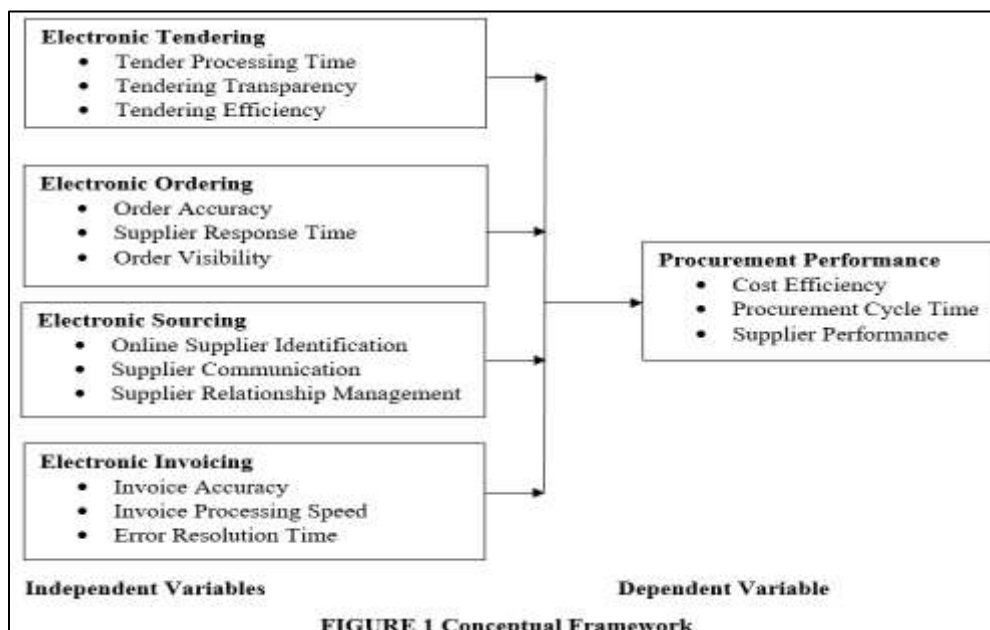 Electronic Tendering
• Tender Processing Time
• Tendering Transparency
• Tendering Efficiency
Electronic Ordering
• Order Accuracy
• Supplier Response Time
• Order Visibility
Electronic Sourcing
• Online Supplier Identification
• Supplier Communication
• Supplier Relationship Management
Electronic Invoicing
• Invoice Accuracy
• Invoice Processing Speed
• Error Resolution Time
Procurement Performance
• Cost Efficiency
• Procurement Cycle Time
• Supplier Performance
Independent Variables
Dependent Variable
FIGURE 1 Conceptual Framework